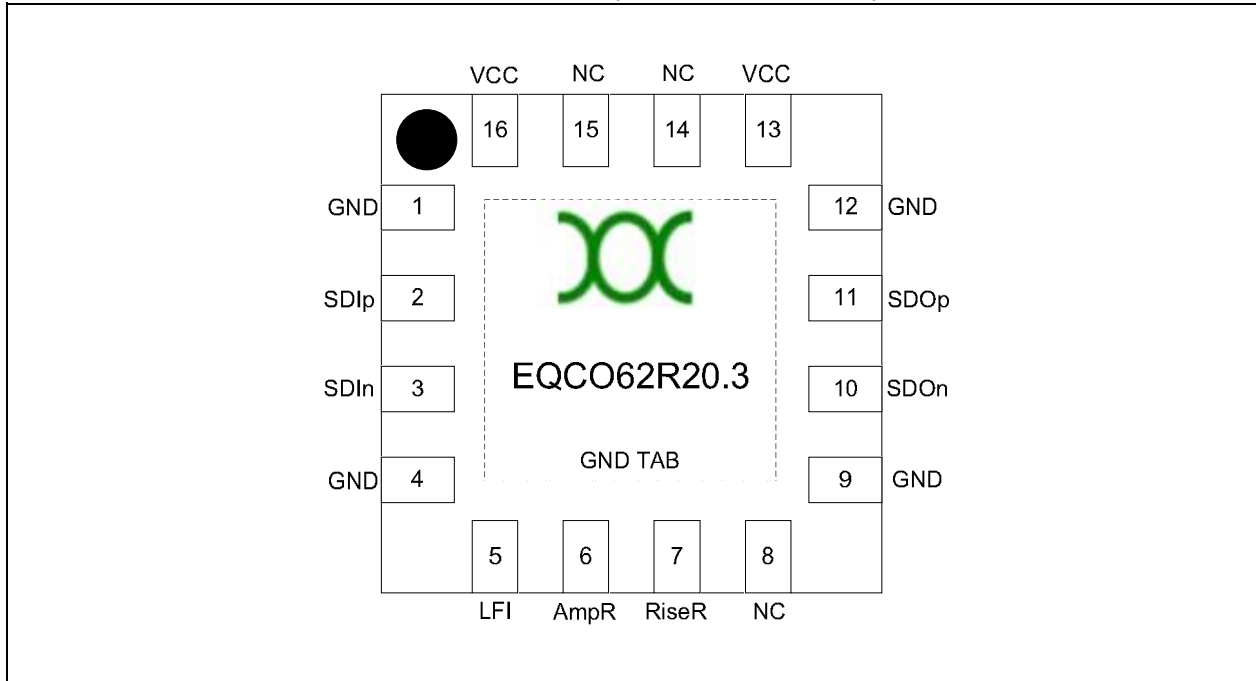 VCC NC NC VCC
16 15 14 13
GND 1 12 GND
SDIp 2 11 SDOp
EQCO62R20.3
SDIn 3 10 SDOn
GND TAB
GND 4 9 GND
5 6 7 8
LFI AmpR RiseR NC